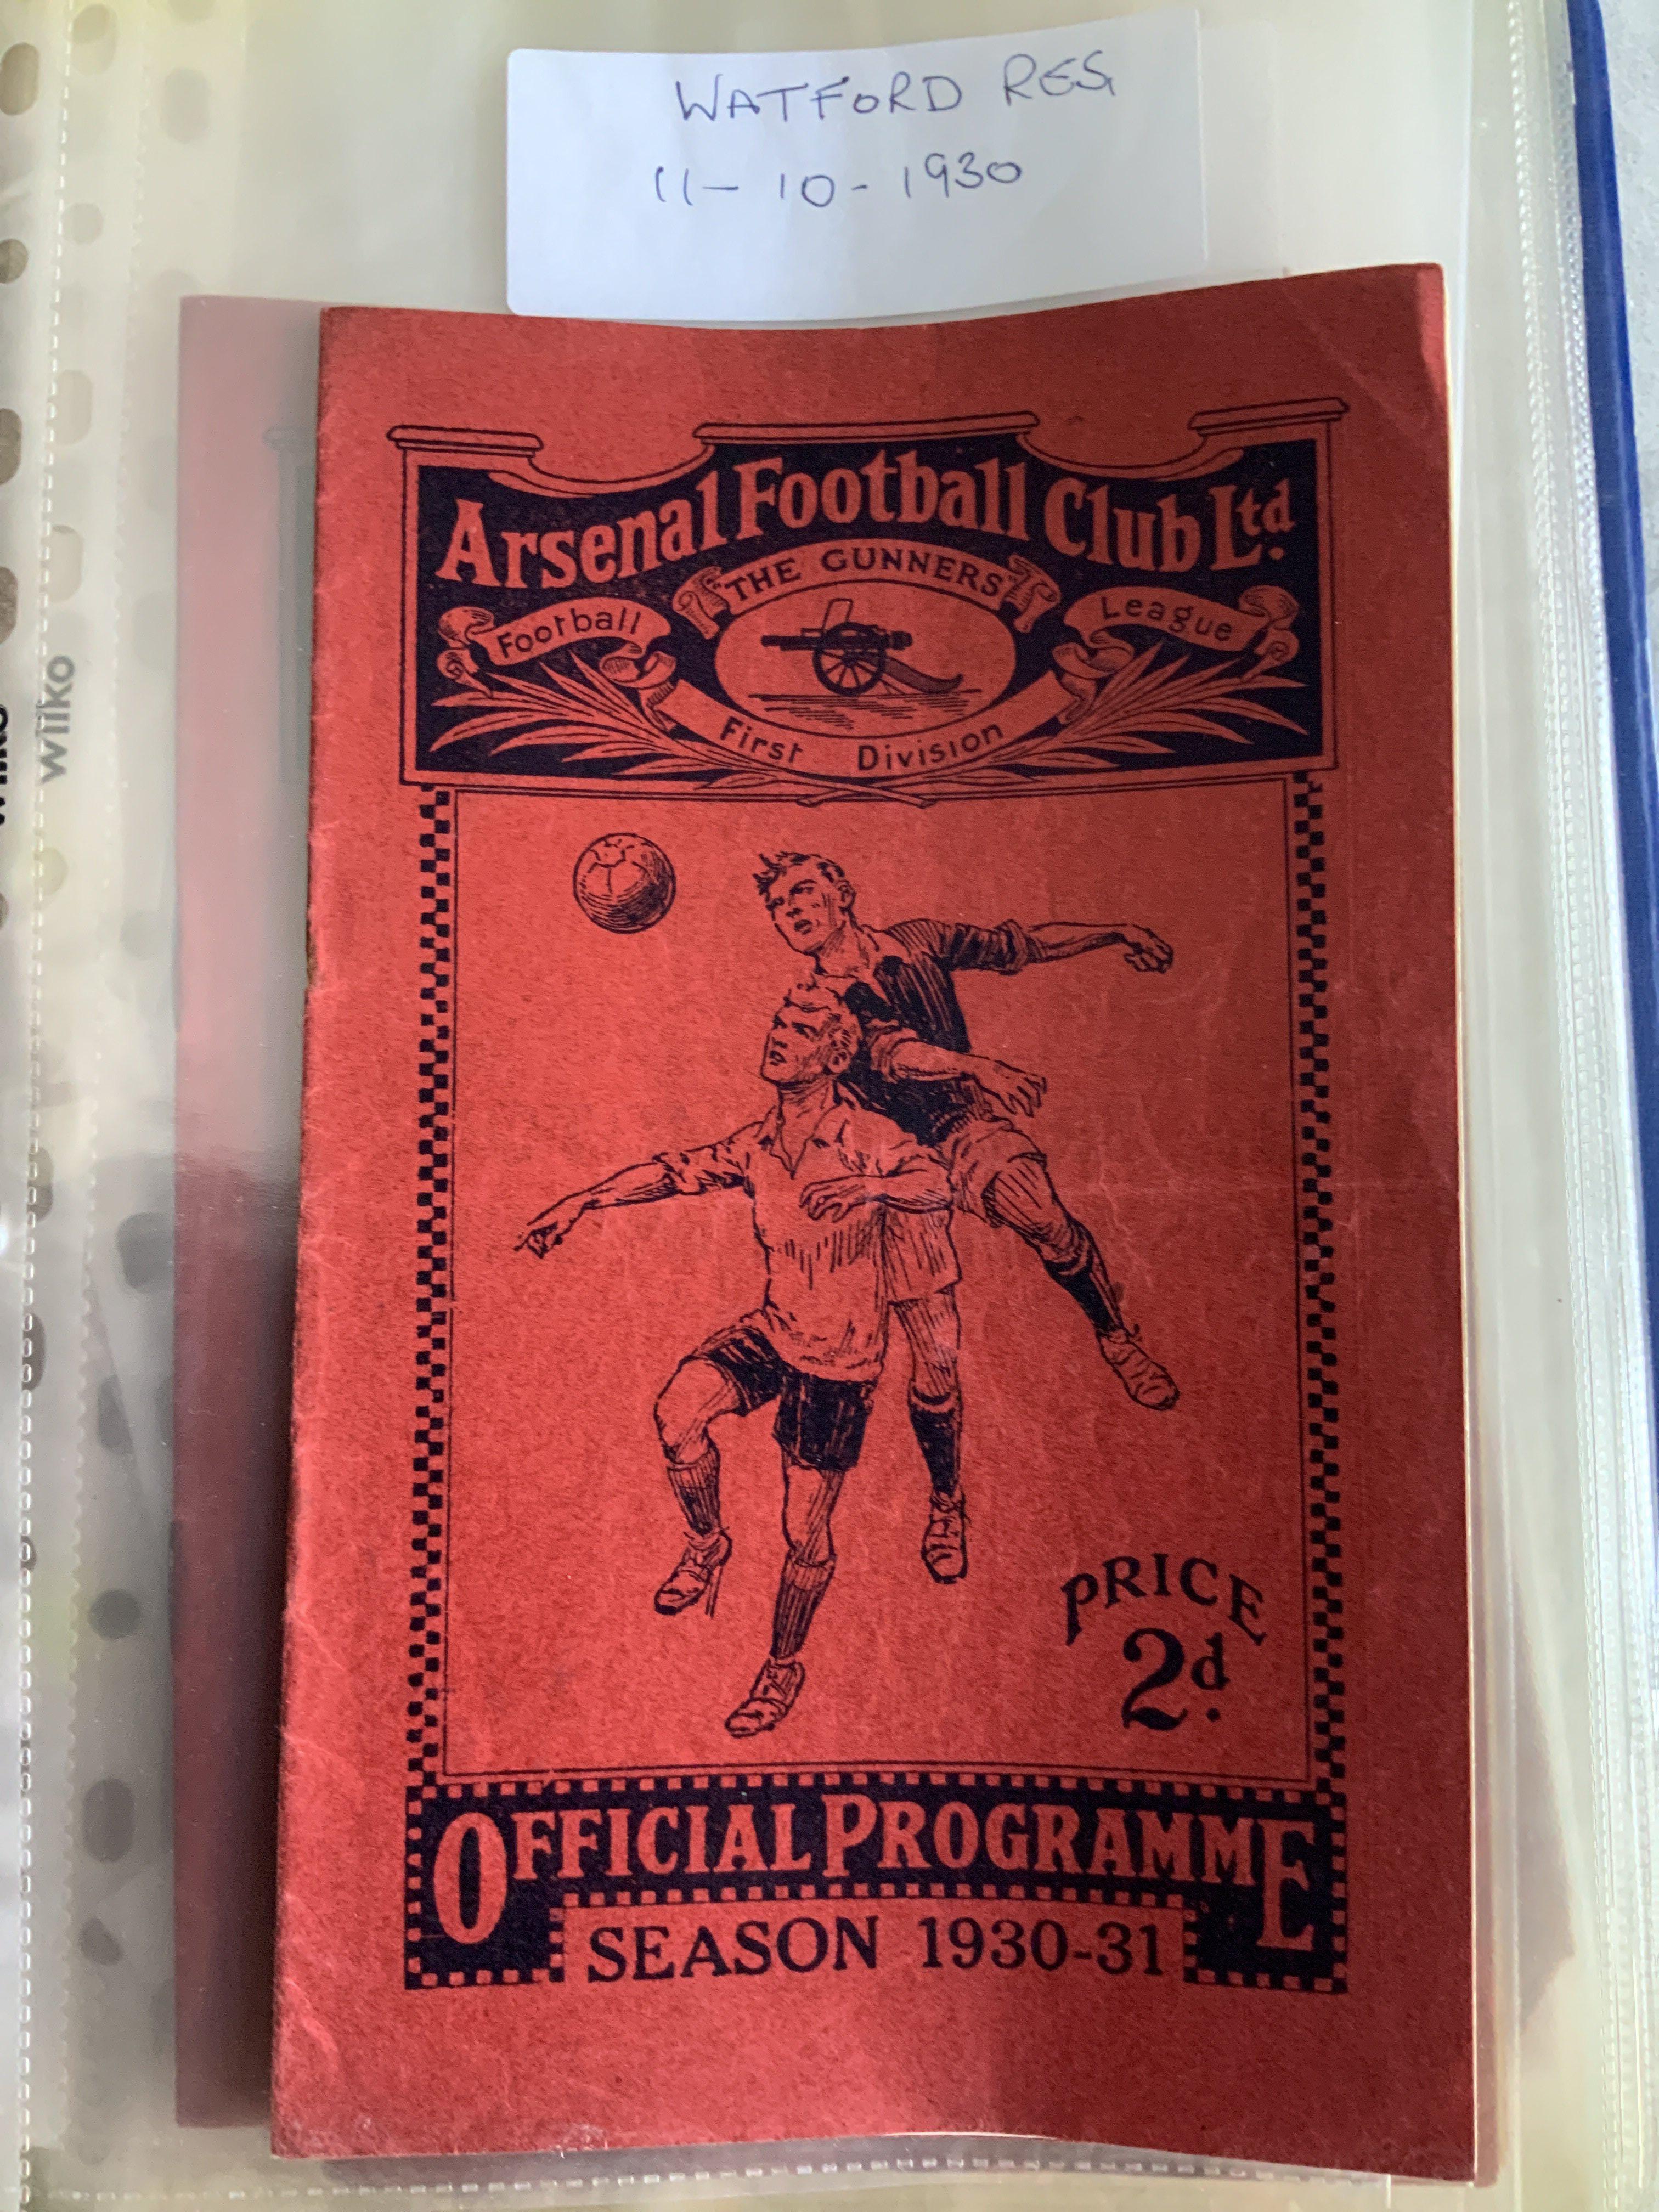 WATFORD RES
11-10-1930
Arsenal Football Club Ltd.
"THE GUNNERS"
Football League
First Division
PRICE
2d.
OFFICIAL PROGRAMME
SEASON 1930-31
wilko